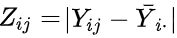 $Z_{ij} = |Y_{ij} - \bar{Y}_{i\cdot}|$